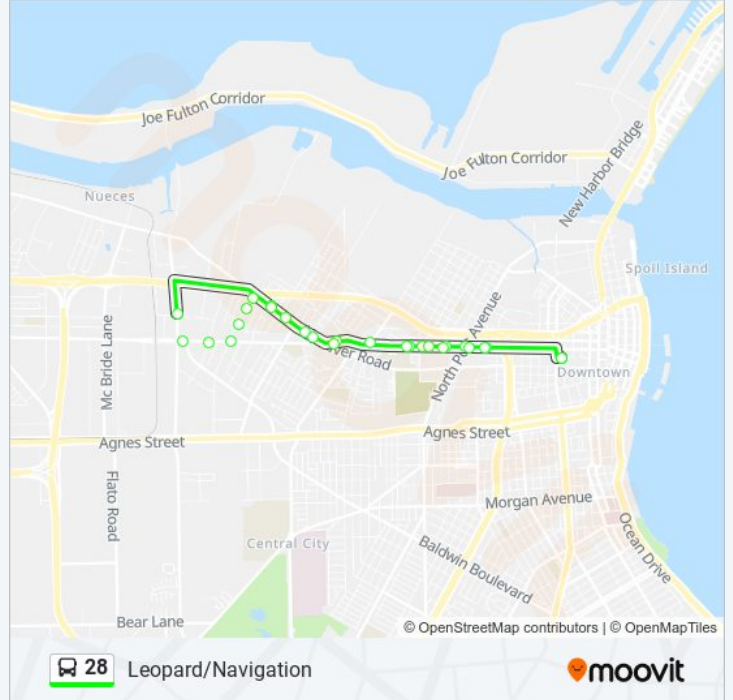 Joe Fulton Corridor
Joe Fulton Corridor
New Harbor Bridge
Nueces
Spoil Island
Mc Bride Lane
North Port Avenue
ver Road
Downtown
Agnes Street
Agnes Street
Flato Road
Morgan Avenue
Ocean Drive
Central City
Baldwin Boulevard
Bear Lane
© OpenStreetMap contributors | © OpenMapTiles
28 Leopard/Navigation
moovit